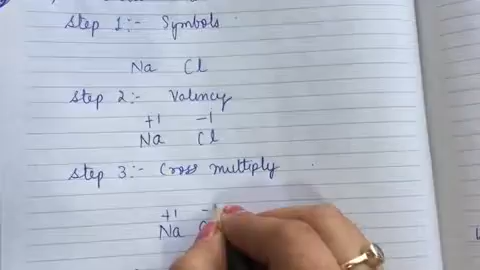 Step 1:- Symbols
Na Cl
Step 2:- Valency
+1 -1
Na Cl
Step 3:- Cross multiply
+1 -
Na